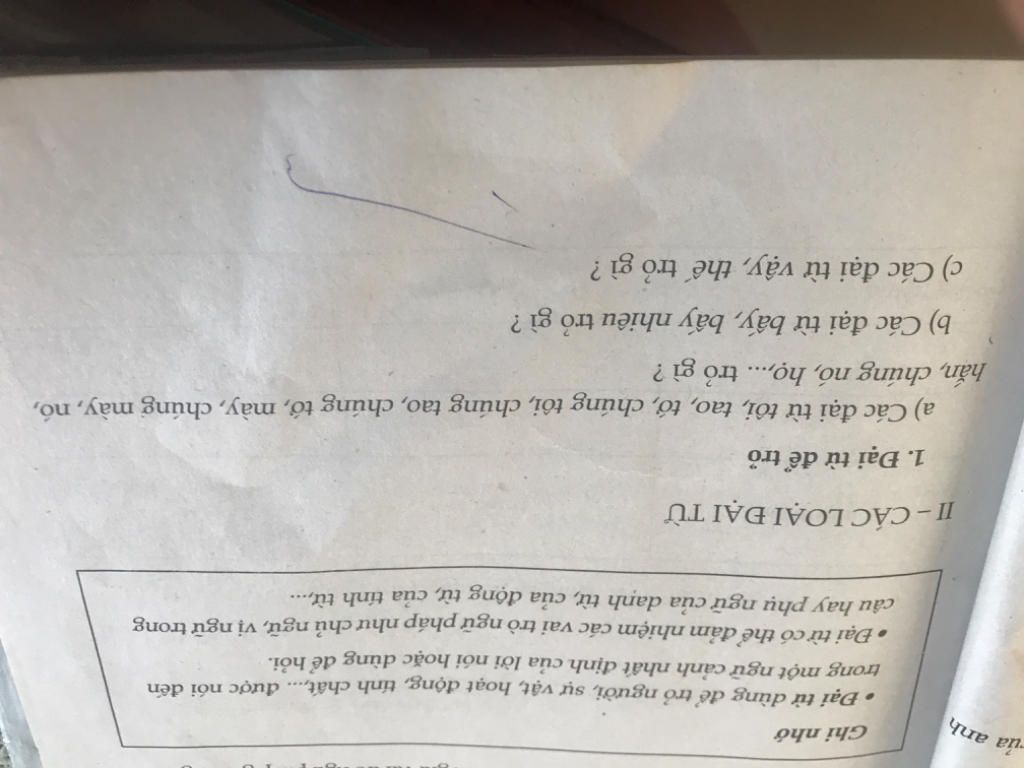 Ghi nhớ
• Đại từ dùng để trỏ người, sự vật, hoạt động, tính chất,... được nói đến
trong một ngữ cảnh nhất định của lời nói hoặc dùng để hỏi.
• Đại từ có thể đảm nhiệm các vai trò ngữ pháp như chủ ngữ, vị ngữ trong
câu hay phụ ngữ của danh từ, của động từ, của tính từ,...
II – CÁC LOẠI ĐẠI TỪ
1. Đại từ để trỏ
a) Các đại từ tôi, tao, tớ, chúng tôi, chúng tao, chúng tớ, mày, chúng mày, nó,
hắn, chúng nó, họ,... trỏ gì ?
b) Các đại từ bấy, bấy nhiêu trỏ gì ?
c) Các đại từ vậy, thế trỏ gì ?
của anh